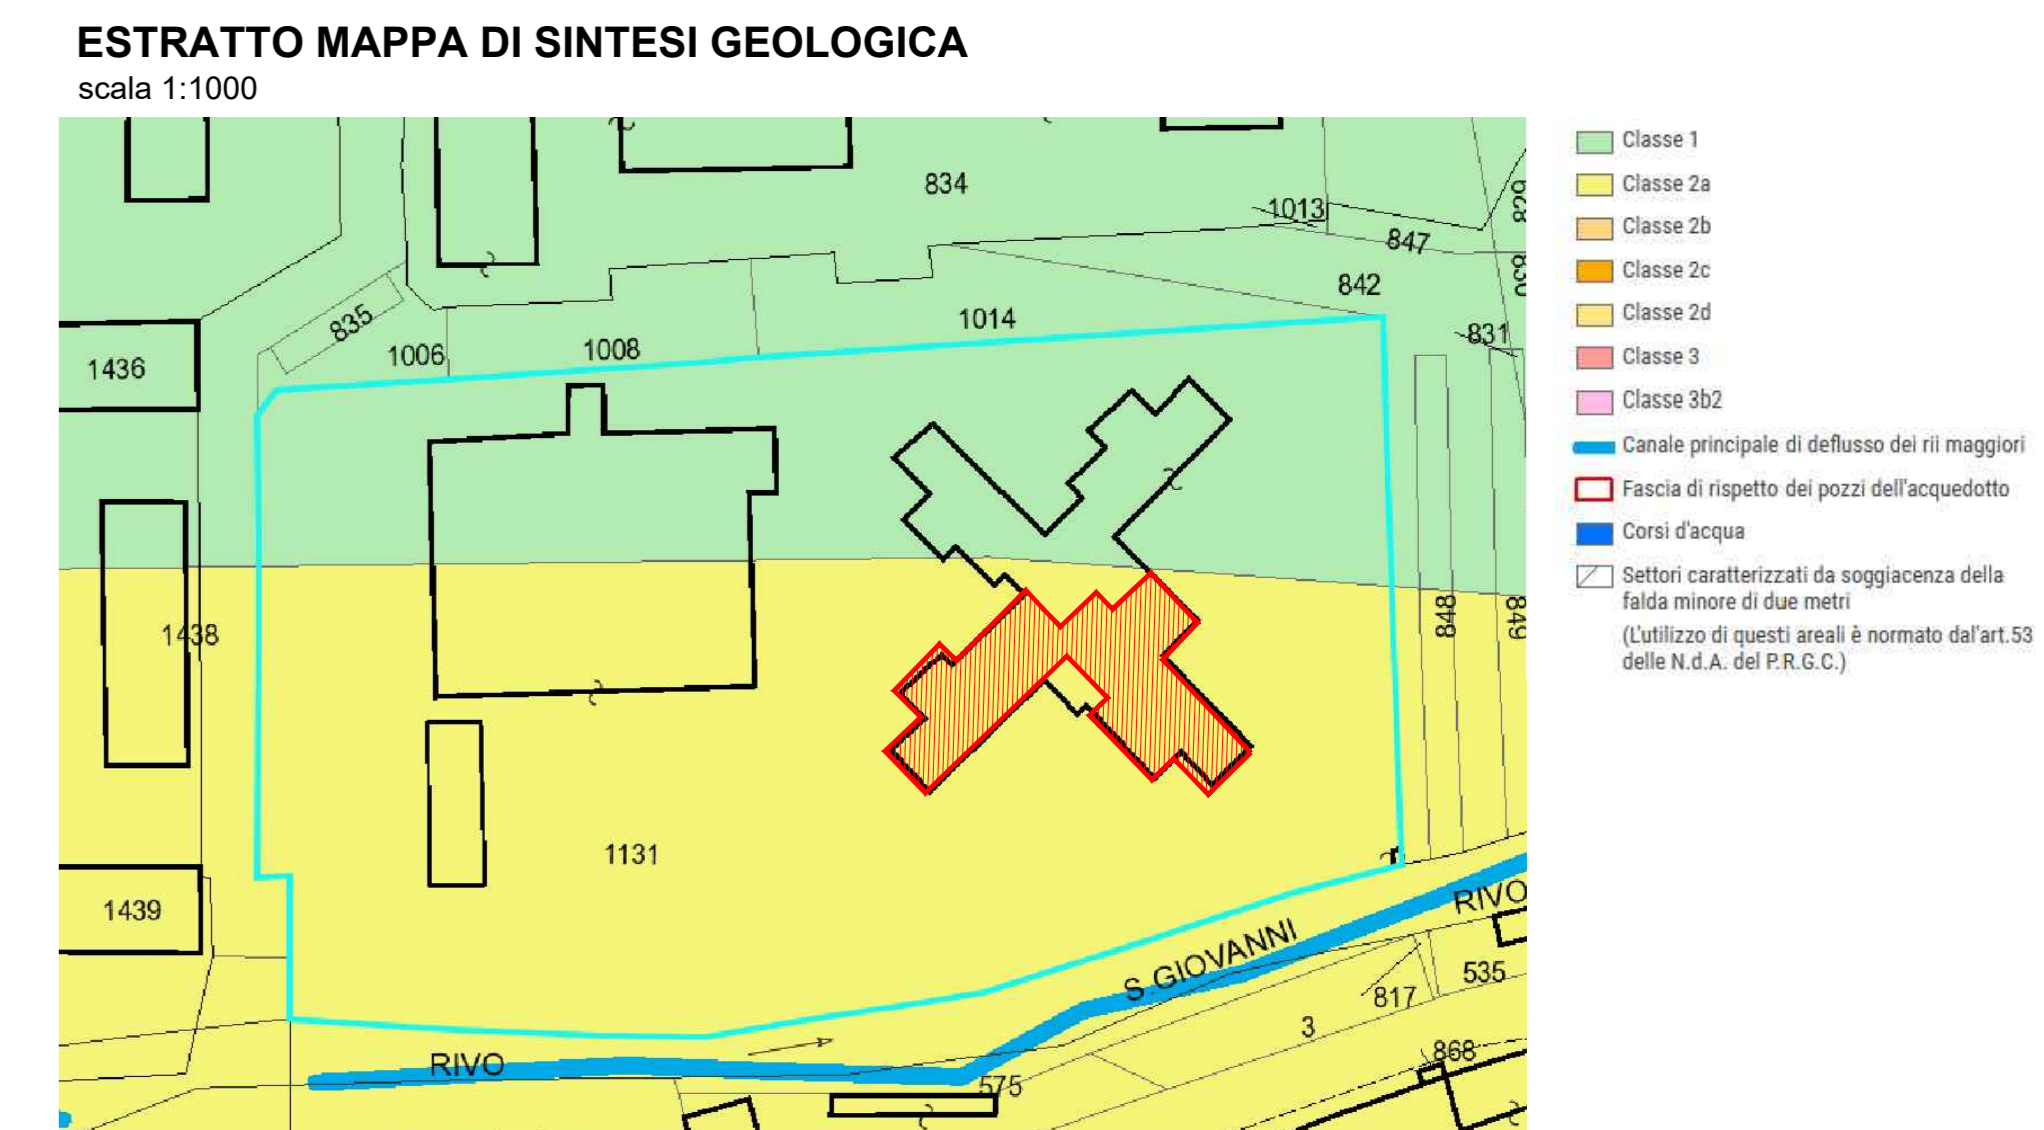 ESTRATTO MAPPA DI SINTESI GEOLOGICA
scala 1:1000
834
1013
829
847
830
842
835
1014
831
1006
1008
1436
1438
848
849
1131
1439
RIVO
S.GIOVANNI
535
817
3
868
RIVO
575
Classe 1
Classe 2a
Classe 2b
Classe 2c
Classe 2d
Classe 3
Classe 3b2
Canale principale di deflusso dei rii maggiori
Fascia di rispetto dei pozzi dell'acquedotto
Corsi d'acqua
Settori caratterizzati da soggiacenza della
falda minore di due metri
(L'utilizzo di questi areali è normato dal'art.53
delle N.d.A. del P.R.G.C.)